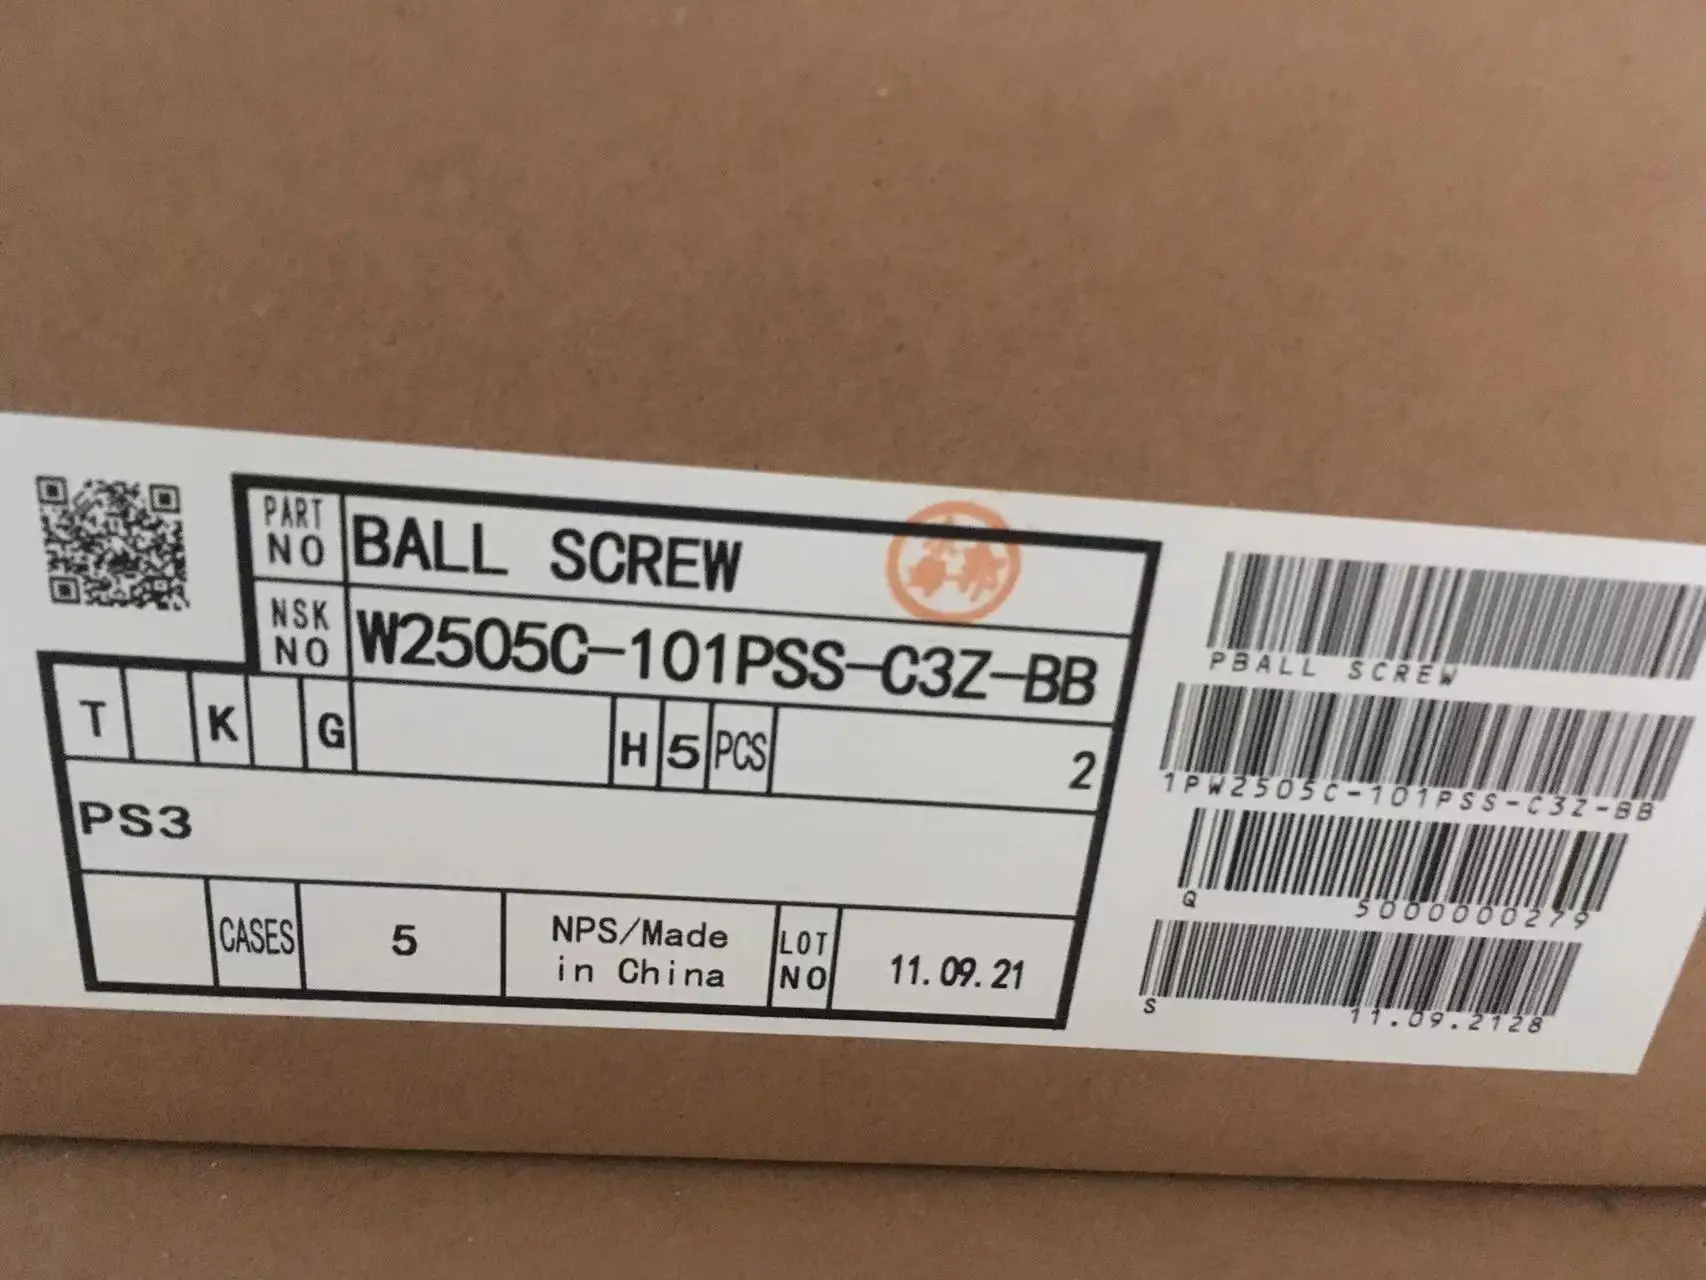 PART NO BALL SCREW
NSK NO W2505C-101PSS-C3Z-BB
T K G H 5 PCS 2
PS3
CASES 5 NPS/Made in China LOT NO 11.09.21
PBALL SCREW
1PW2505C-101PSS-C3Z-BB
Q 5000000279
S 11.09.2128